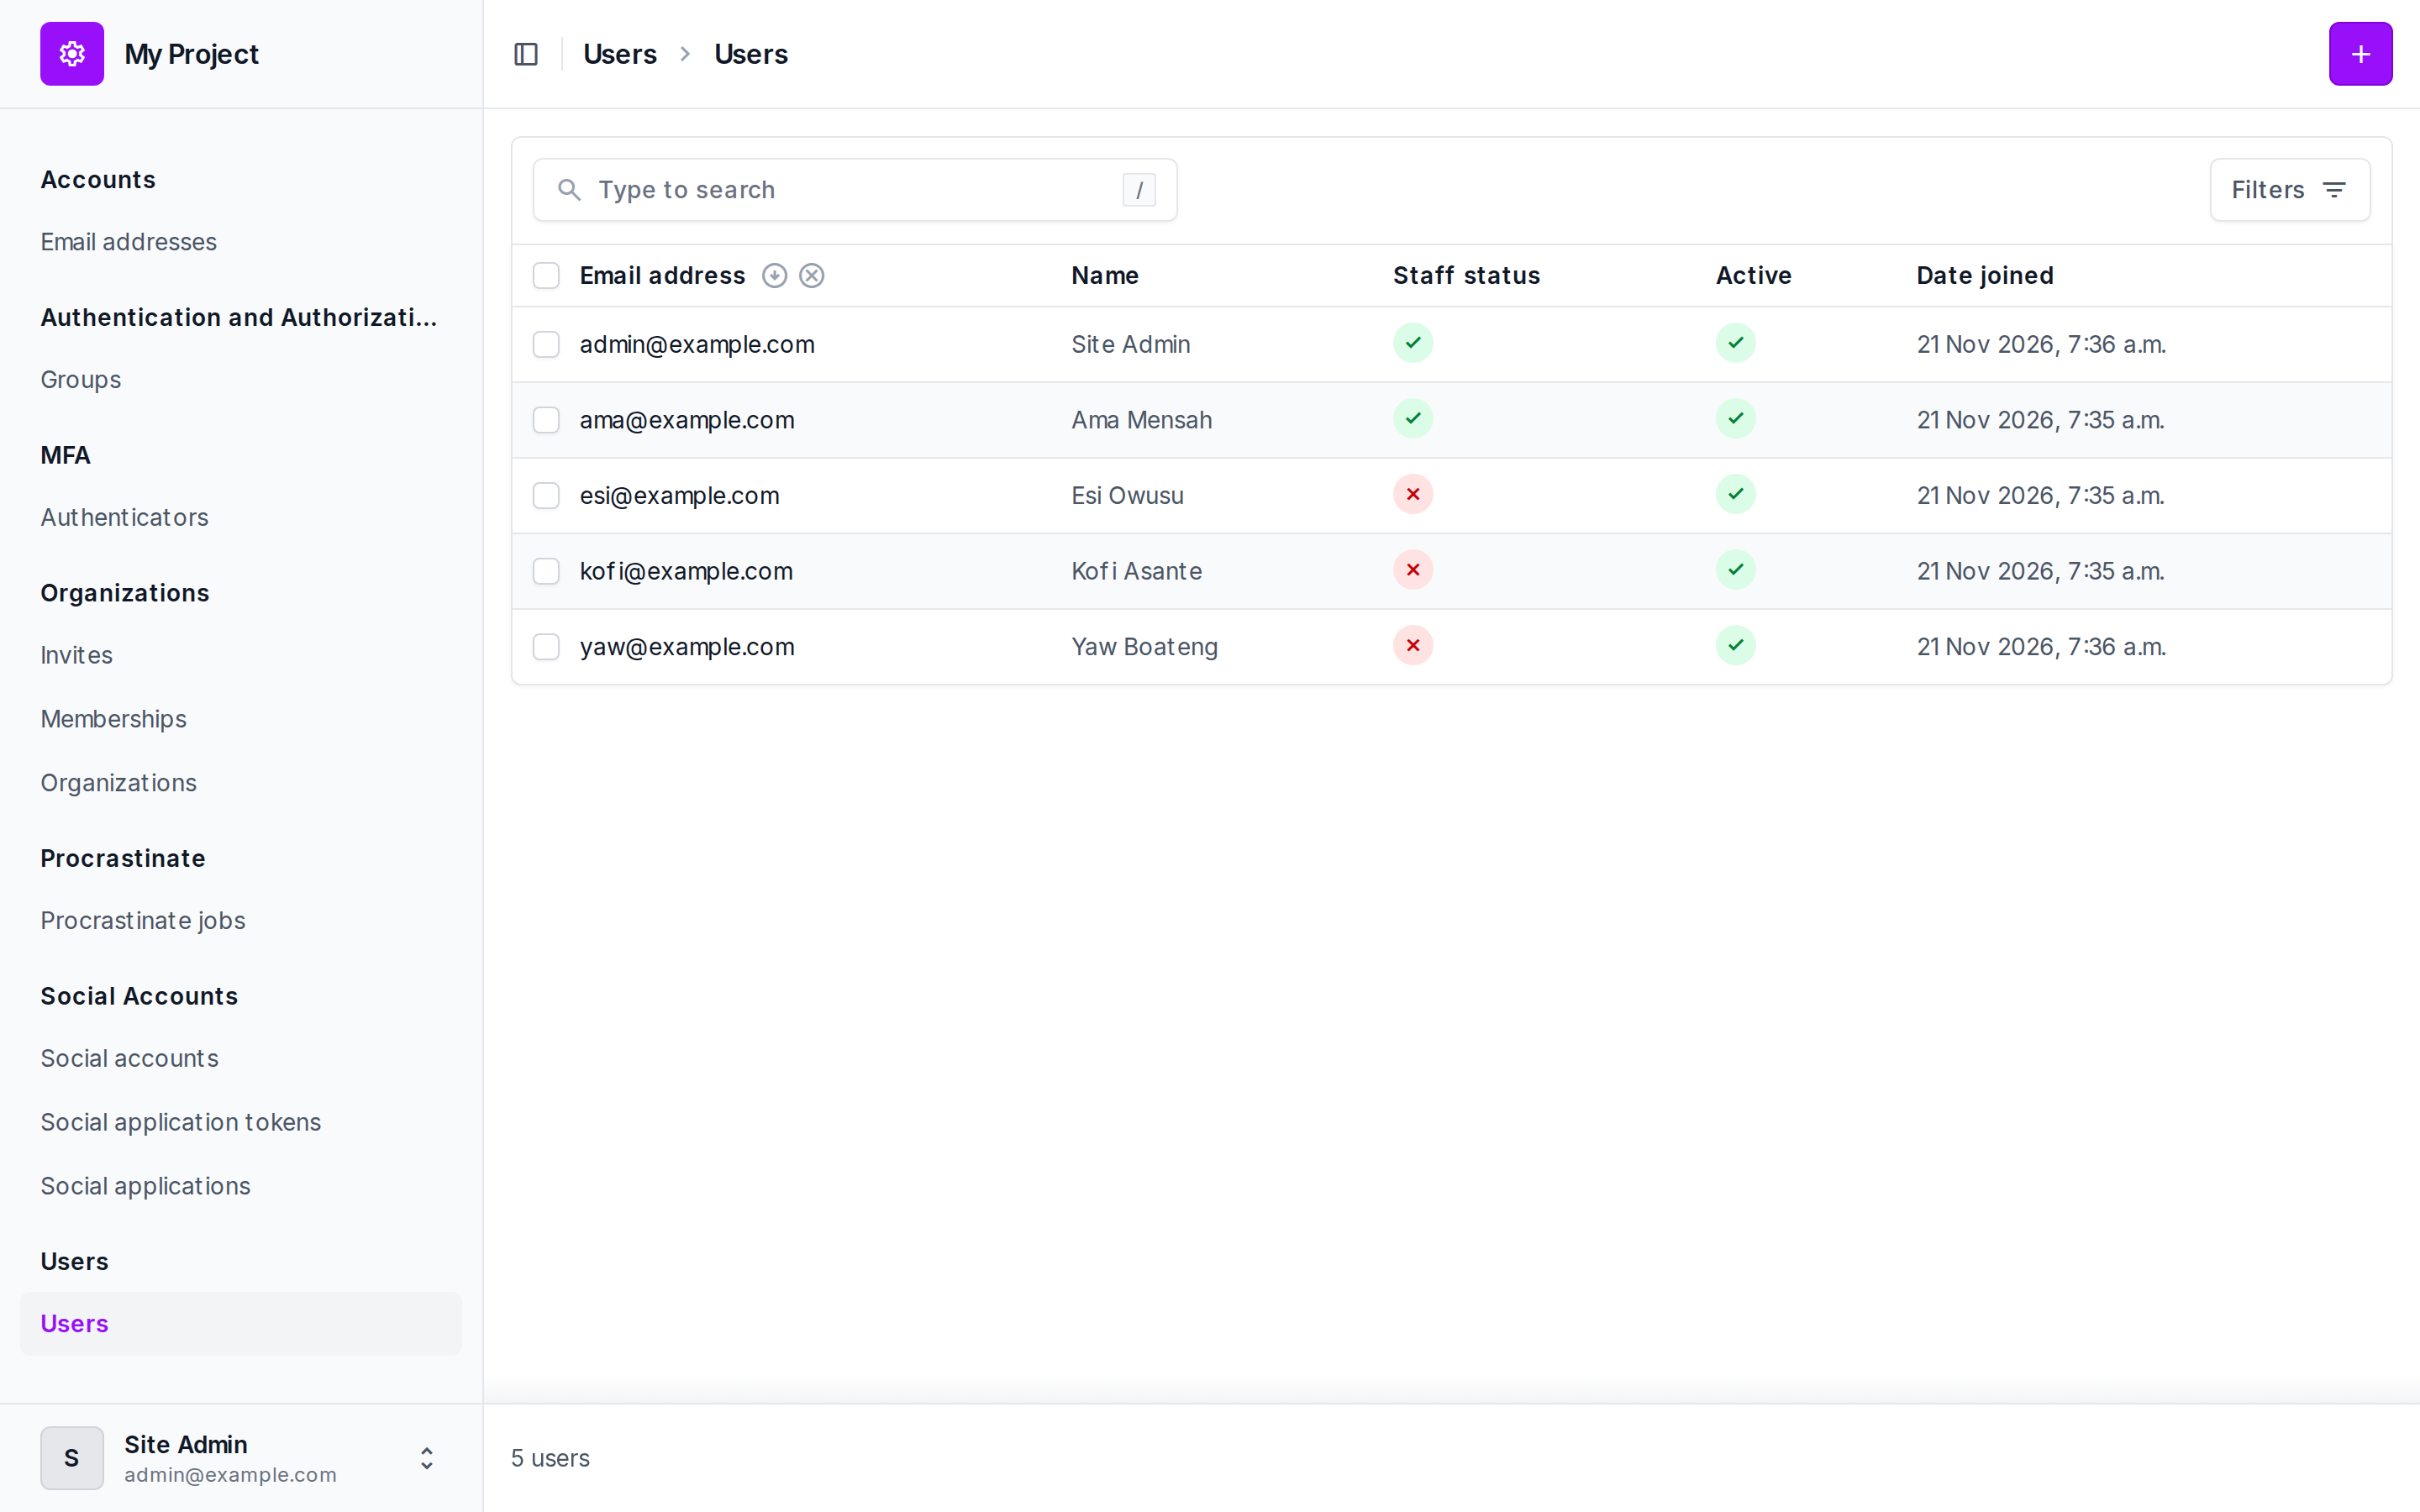 My Project
Users > Users
Accounts
Email addresses
Authentication and Authorizati...
Groups
MFA
Authenticators
Organizations
Invites
Memberships
Organizations
Procrastinate
Procrastinate jobs
Social Accounts
Social accounts
Social application tokens
Social applications
Users
Users
S
Site Admin
admin@example.com
Type to search /
Filters
Email address Name Staff status Active Date joined
admin@example.com Site Admin 21 Nov 2026, 7:36 a.m.
ama@example.com Ama Mensah 21 Nov 2026, 7:35 a.m.
esi@example.com Esi Owusu 21 Nov 2026, 7:35 a.m.
kofi@example.com Kofi Asante 21 Nov 2026, 7:35 a.m.
yaw@example.com Yaw Boateng 21 Nov 2026, 7:36 a.m.
5 users